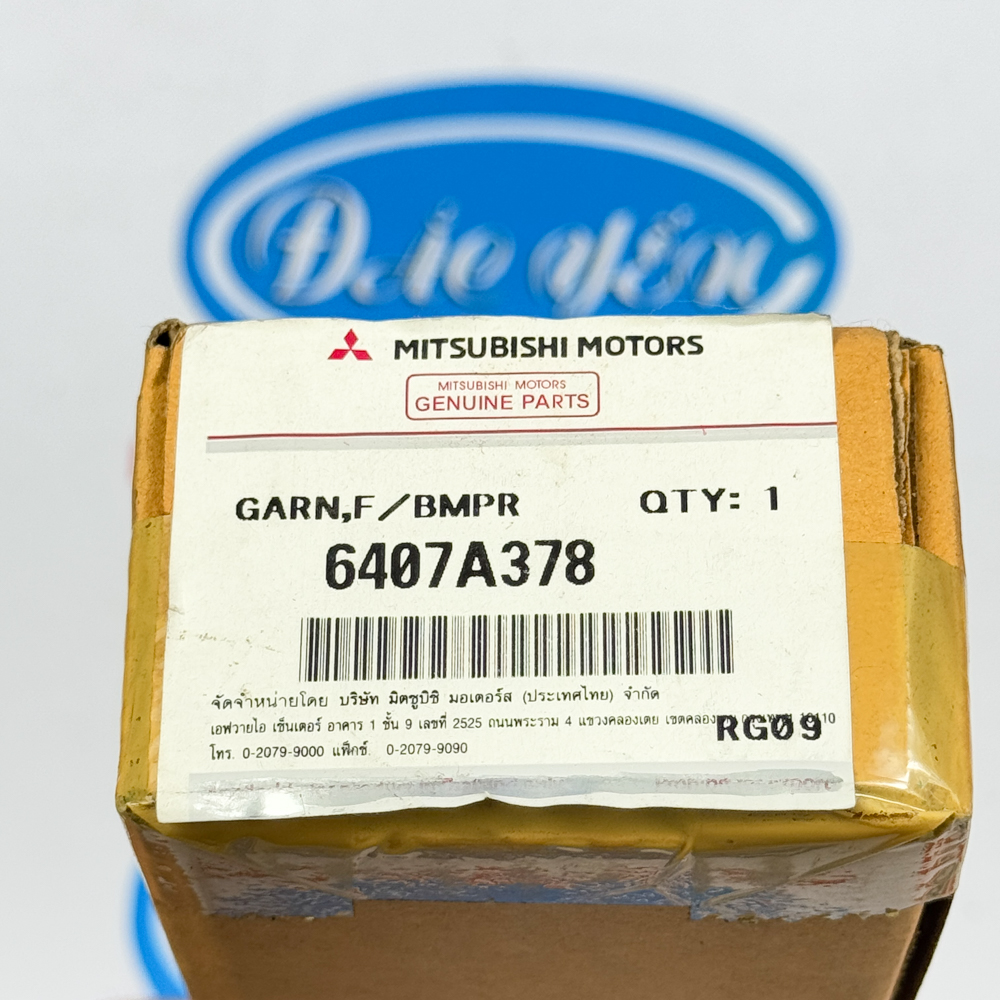 Đắc Yến
MITSUBISHI MOTORS
MITSUBISHI MOTORS
GENUINE PARTS
GARN,F/BMPR QTY: 1
6407A378
จัดจำหน่ายโดย บริษัท มิตซูบิชิ มอเตอร์ส (ประเทศไทย) จำกัด
เอฟวายไอ เซ็นเตอร์ อาคาร 1 ชั้น 9 เลขที่ 2525 ถนนพระราม 4 แขวงคลองเตย 10110
โทร. 0-2079-9000 แฟ็กซ์. 0-2079-9090
RG09